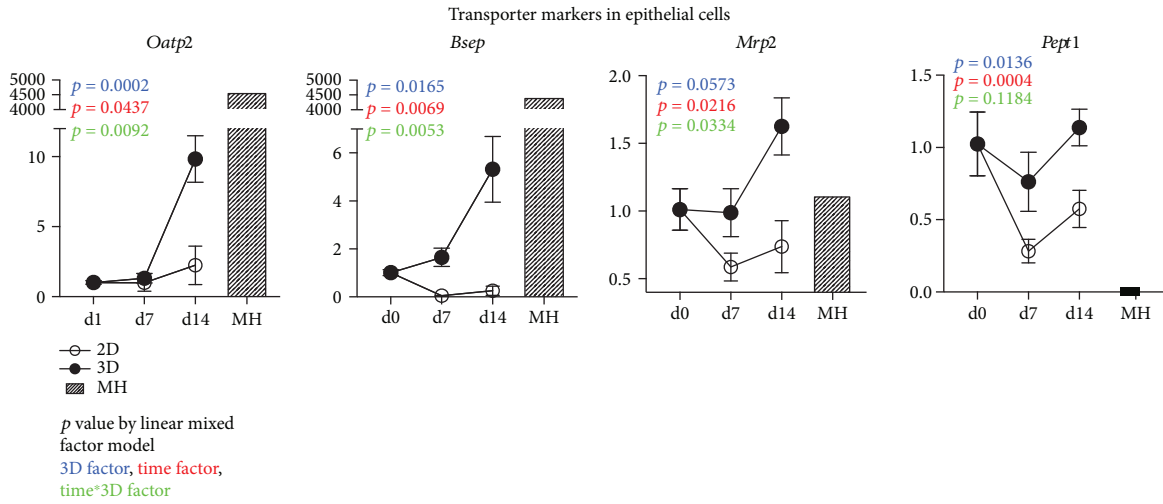 Transporter markers in epithelial cells
Oatp2
5000
4500
4000
10
5
0
p = 0.0002
p = 0.0437
p = 0.0092
d1
d7
d14
MH
Bsep
5000
4500
4000
6
4
2
0
p = 0.0165
p = 0.0069
p = 0.0053
d0
d7
d14
MH
Mrp2
2.0
1.5
1.0
0.5
p = 0.0573
p = 0.0216
p = 0.0334
d0
d7
d14
MH
Pept1
1.5
1.0
0.5
0.0
p = 0.0136
p = 0.0004
p = 0.1184
d0
d7
d14
MH
2D
3D
MH
p value by linear mixed
factor model
3D factor, time factor,
time*3D factor